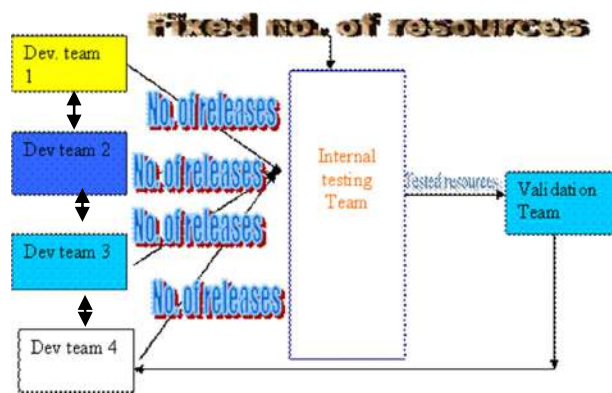 Fixed no. of resources
Dev. team
1
No. of releases
Dev team 2
No. of releases
Internal
testing
Team
Tested resources
Validation
Team
No. of releases
Dev team 3
No. of releases
Dev team 4